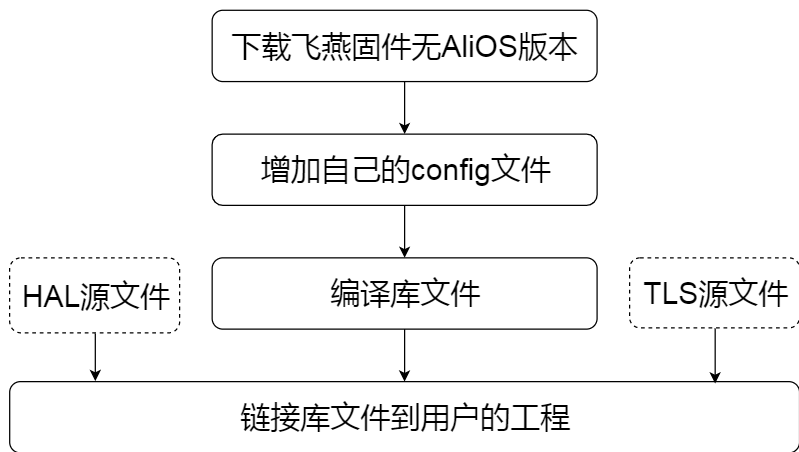 下载飞燕固件无AliOS版本
增加自己的config文件
HAL源文件
编译库文件
TLS源文件
链接库文件到用户的工程